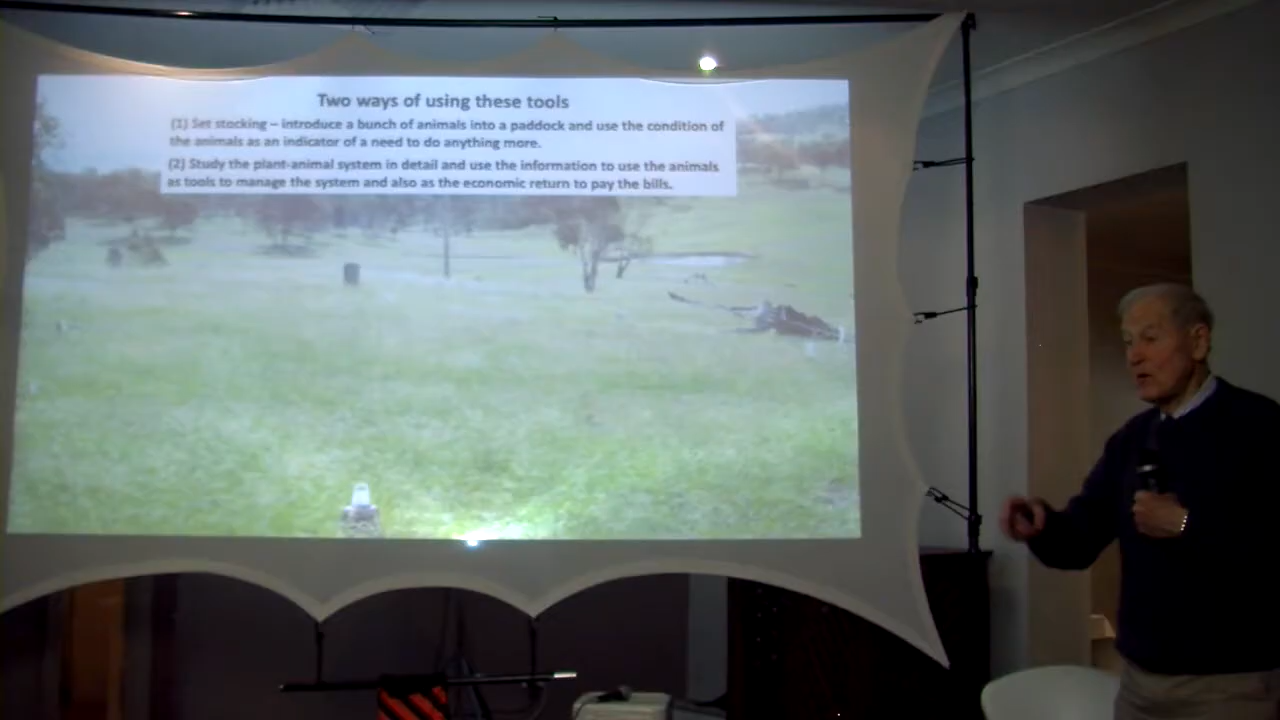 Two ways of using these tools
(1) Set stocking – introduce a bunch of animals into a paddock and use the condition of
the animals as an indicator of a need to do anything more.
(2) Study the plant-animal system in detail and use the information to use the animals
as tools to manage the system and also as the economic return to pay the bills.